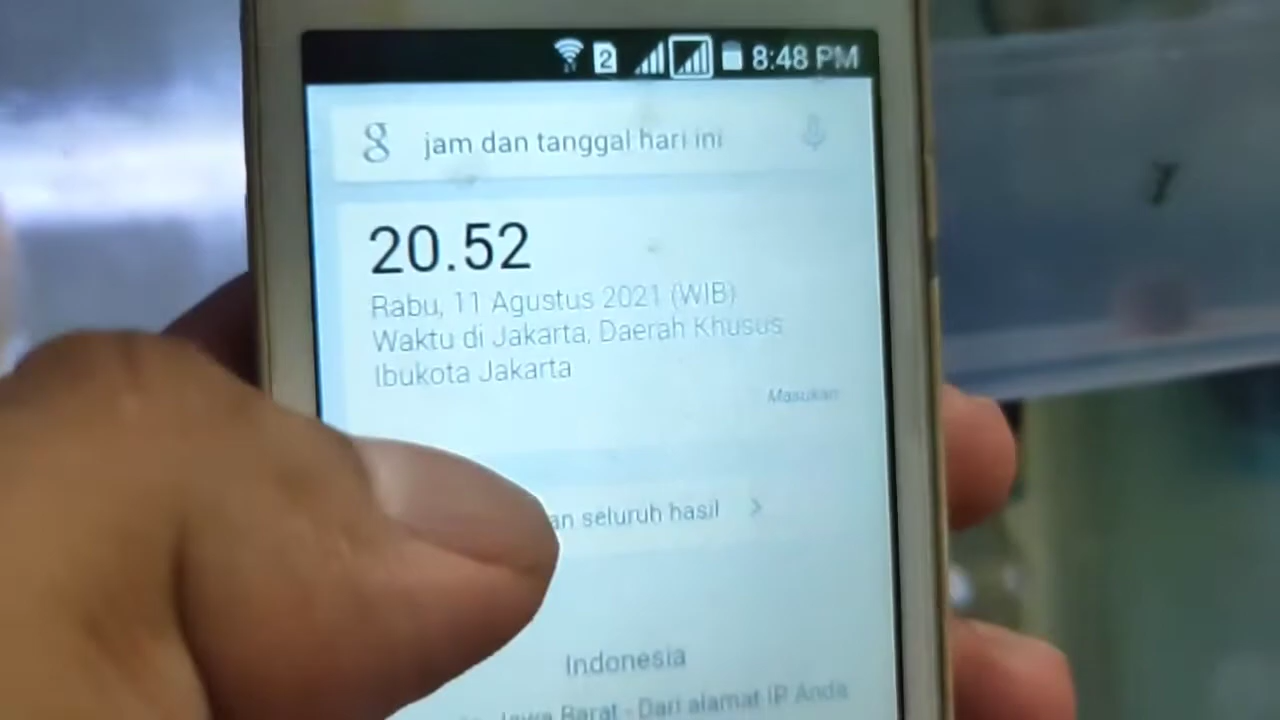 2 8:48 PM
g jam dan tanggal hari ini
20.52
Rabu, 11 Agustus 2021 (WIB)
Waktu di Jakarta, Daerah Khusus
Ibukota Jakarta
Masukan
an seluruh hasil
Indonesia
Jawa Barat - Dari alamat IP Anda